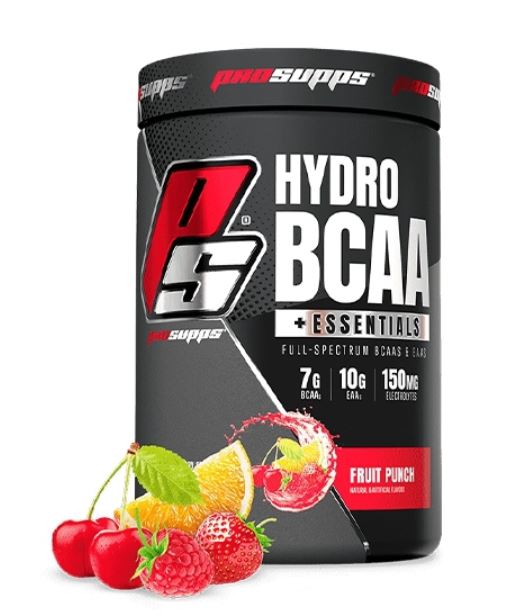 PROSUPPS®
HYDRO
BCAA
+ESSENTIALS
FULL-SPECTRUM BCAAS & EAAS
7G
BCAAs
10G
EAAs
150MG
ELECTROLYTES
PS
®
PROSUPPS®
FRUIT PUNCH
NATURAL & ARTIFICIAL FLAVORS